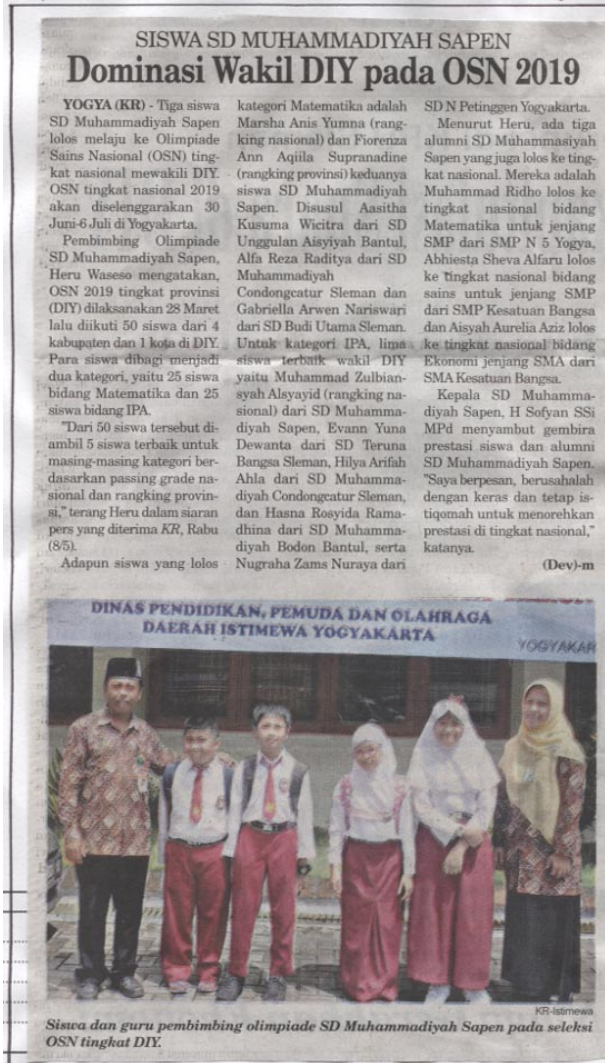 SISWA SD MUHAMMADIYAH SAPEN
Dominasi Wakil DIY pada OSN 2019
YOGYA (KR) - Tiga siswa
SD Muhammadiyah Sapen
lolos melaju ke Olimpiade
Sains Nasional (OSN) ting-
kat nasional mewakili DIY.
OSN tingkat nasional 2019
akan diselenggarakan 30
Juni-6 Juli di Yogyakarta.
Pembimbing Olimpiade
SD Muhammadiyah Sapen,
Heru Waseso mengatakan,
OSN 2019 tingkat provinsi
(DIY) dilaksanakan 28 Maret
lalu diikuti 50 siswa dari 4
kabupaten dan 1 kota di DIY.
Para siswa dibagi menjadi
dua kategori, yaitu 25 siswa
bidang Matematika dan 25
siswa bidang IPA.
"Dari 50 siswa tersebut di-
ambil 5 siswa terbaik untuk
masing-masing kategori ber-
dasarkan passing grade na-
sional dan rangking provin-
si," terang Heru dalam siaran
pers yang diterima KR, Rabu
(8/5).
Adapun siswa yang lolos
kategori Matematika adalah
Marsha Anis Yumna (rang-
king nasional) dan Fiorenza
Ann Aqiila Supranadine
(rangking provinsi) keduanya
siswa SD Muhammadiyah
Sapen. Disusul Aasitha
Kusuma Wicitra dari SD
Unggulan Aisyiyah Bantul,
Alfa Reza Raditya dari SD
Muhammadiyah
Condongcatur Sleman dan
Gabriella Arwen Nariswari
dari SD Budi Utama Sleman.
Untuk kategori IPA, lima
siswa terbaik wakil DIY
yaitu Muhammad Zulbian-
syah Alsyayid (rangking na-
sional) dari SD Muhamma-
diyah Sapen, Evann Yuna
Dewanta dari SD Teruna
Bangsa Sleman, Hilya Arifah
Ahla dari SD Muhamma-
diyah Condongcatur Sleman,
dan Hasna Rosyida Rama-
dhina dari SD Muhamma-
diyah Bodon Bantul, serta
Nugraha Zams Nuraya dari
SD N Petinggen Yogyakarta.
Menurut Heru, ada tiga
alumni SD Muhammasiyah
Sapen yang juga lolos ke ting-
kat nasional. Mereka adalah
Muhammad Ridho lolos ke
tingkat nasional bidang
Matematika untuk jenjang
SMP dari SMP N 5 Yogya,
Abhiesta Sheva Alfaru lolos
ke tingkat nasional bidang
sains untuk jenjang SMP
dari SMP Kesatuan Bangsa
dan Aisyah Aurelia Aziz lolos
ke tingkat nasional bidang
Ekonomi jenjang SMA dari
SMA Kesatuan Bangsa.
Kepala SD Muhamma-
diyah Sapen, H Sofyan SSi
MPd menyambut gembira
prestasi siswa dan alumni
SD Muhammadiyah Sapen.
"Saya berpesan, berusahalah
dengan keras dan tetap is-
tiqomah untuk menorehkan
prestasi di tingkat nasional,"
katanya.
(Dev)-m
DINAS PENDIDIKAN, PEMUDA DAN OLAHRAGA
DAERAH ISTIMEWA YOGYAKARTA
YOGYAKAR
KR-Istimewa
Siswa dan guru pembimbing olimpiade SD Muhammadiyah Sapen pada seleksi
OSN tingkat DIY.